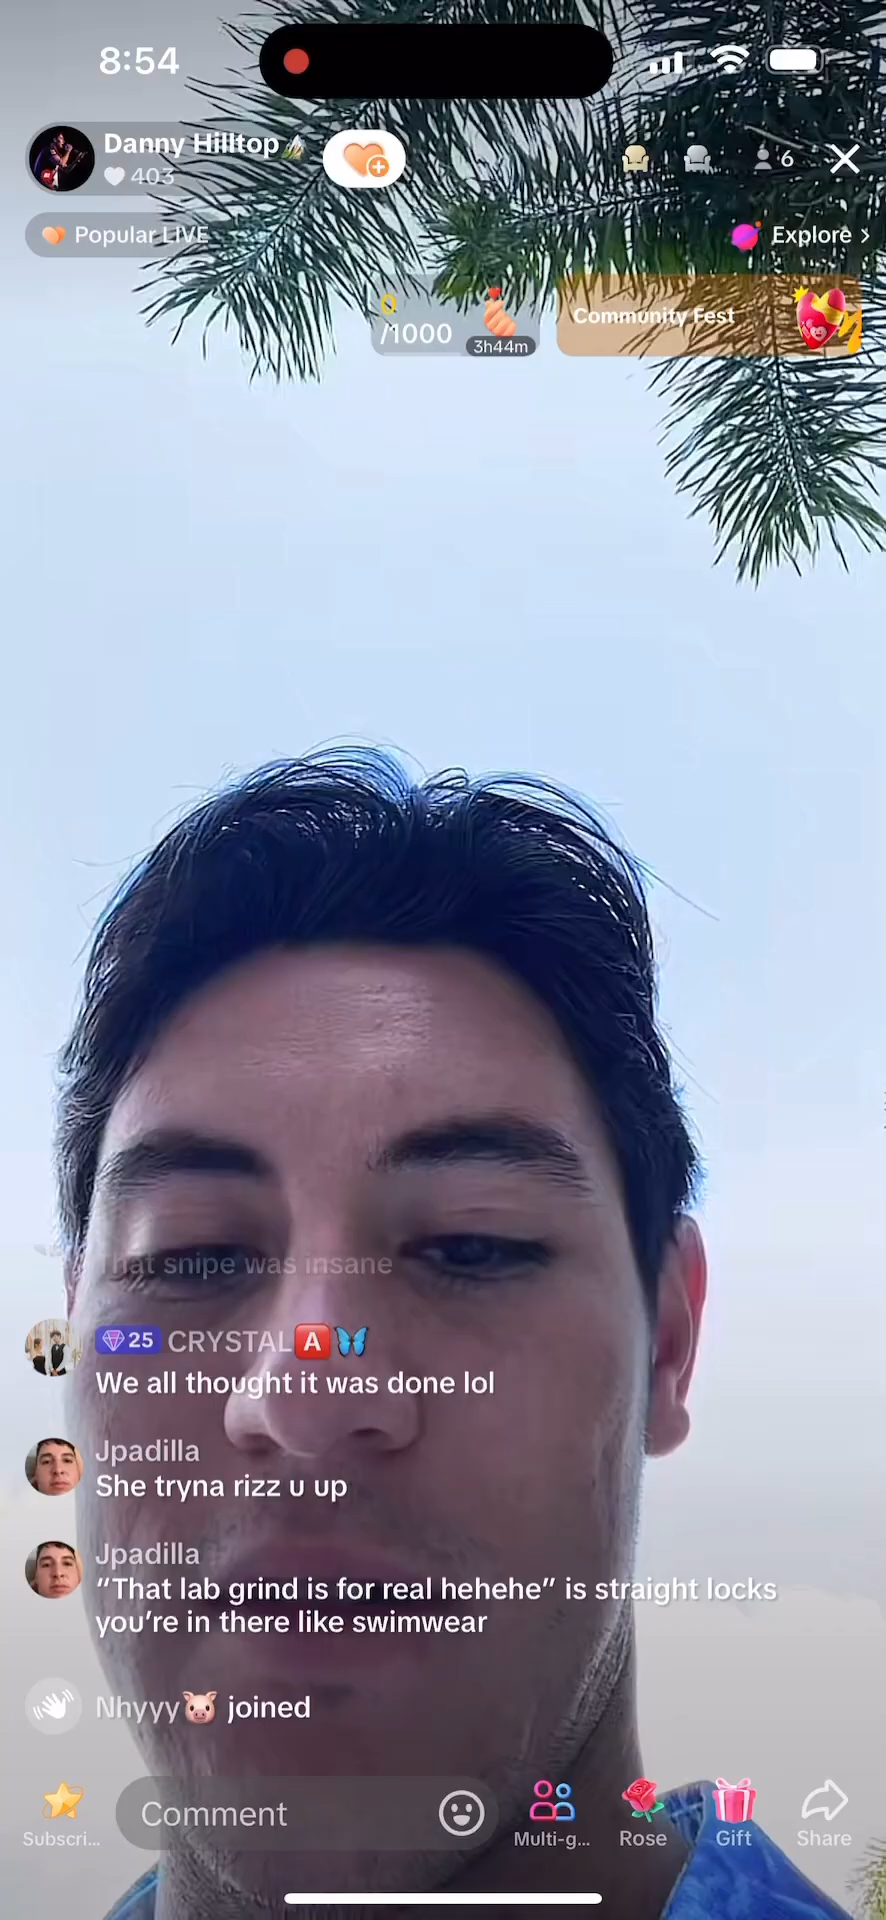 8:54
Danny Hilltop
403
6
Popular LIVE
Explore >
0
/1000
3h44m
Community Fest
That snipe was insane
25 CRYSTAL🅰️🦋
We all thought it was done lol
Jpadilla
She tryna rizz u up
Jpadilla
“That lab grind is for real hehehe” is straight locks
you’re in there like swimwear
Nhyyy🐷 joined
Comment
Subscri...
Multi-g...
Rose
Gift
Share